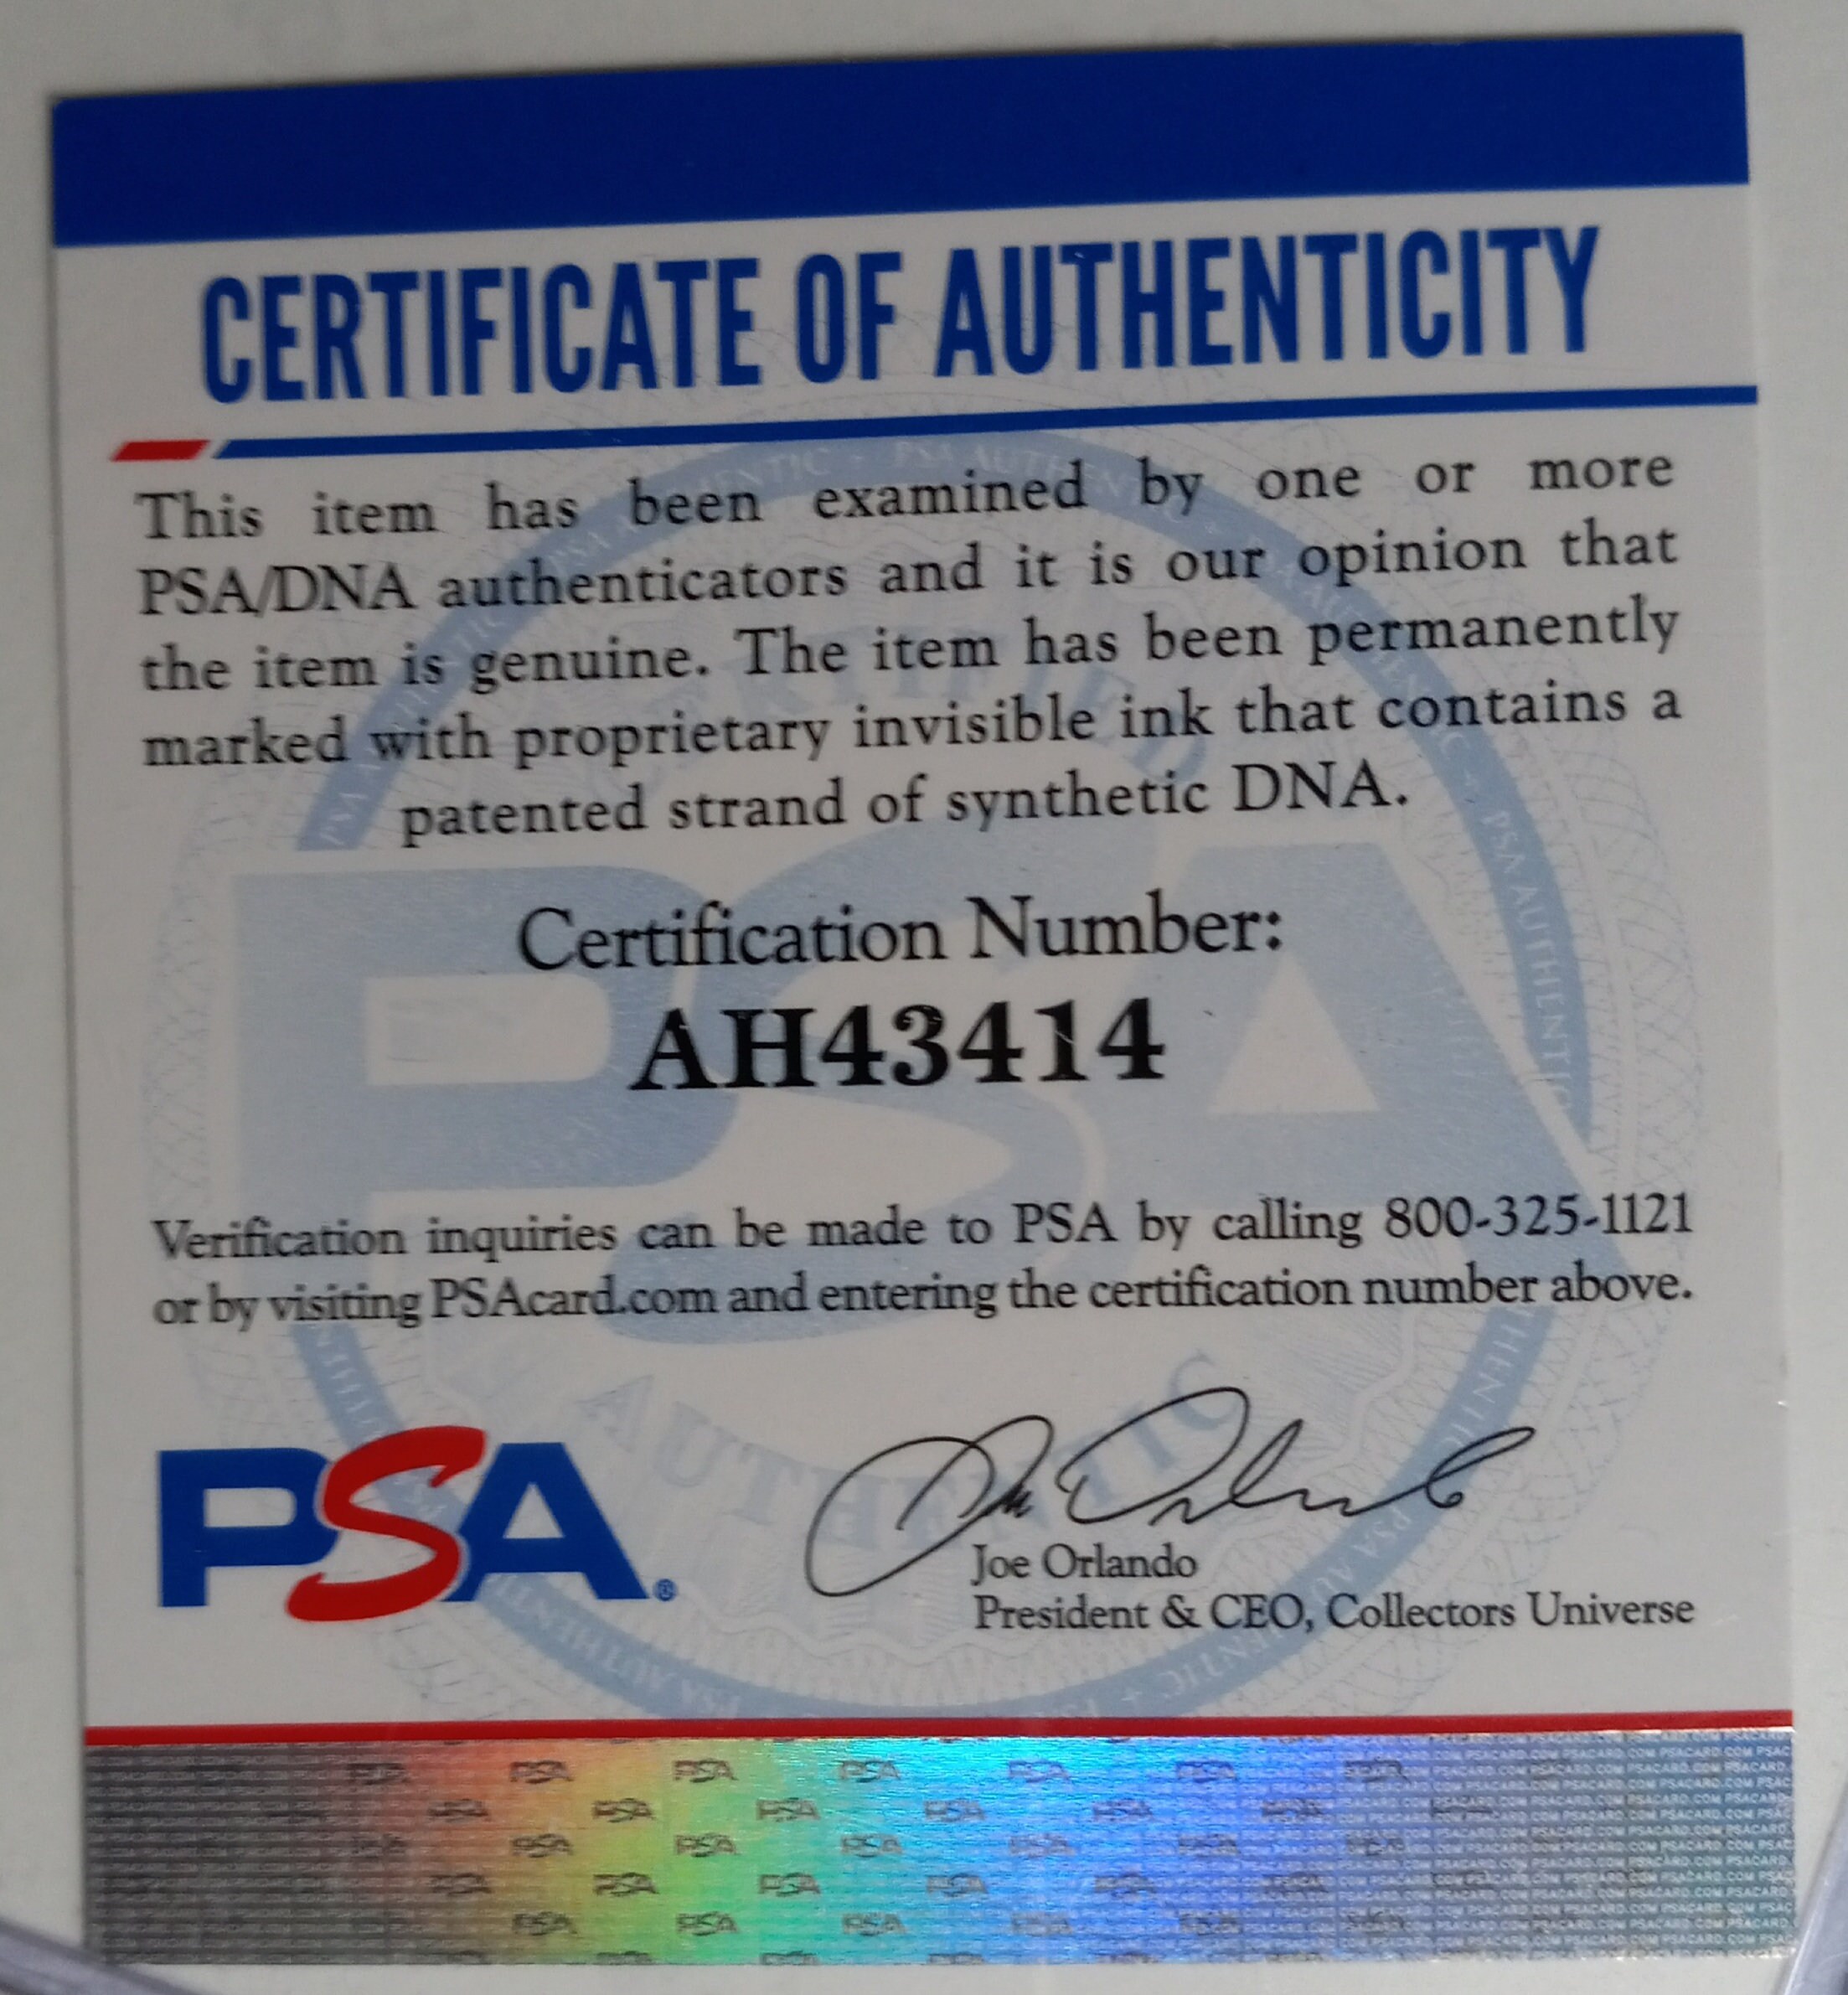 CERTIFICATE OF AUTHENTICITY
This item has been examined by one or more
PSA/DNA authenticators and it is our opinion that
the item is genuine. The item has been permanently
marked with proprietary invisible ink that contains a
patented strand of synthetic DNA.
Certification Number:
AH43414
Verification inquiries can be made to PSA by calling 800-325-1121
or by visiting PSAcard.com and entering the certification number above.
PSA®
Joe Orlando
President & CEO, Collectors Universe